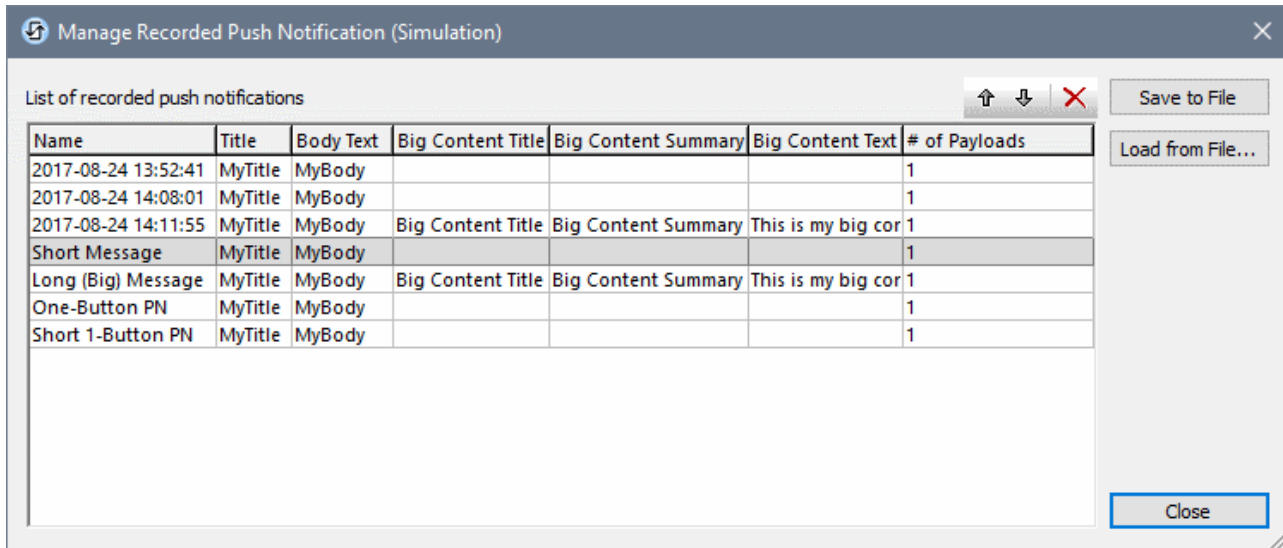 Manage Recorded Push Notification (Simulation)
List of recorded push notifications
Save to File
Load from File...
Name Title Body Text Big Content Title Big Content Summary Big Content Text # of Payloads
2017-08-24 13:52:41 MyTitle MyBody 1
2017-08-24 14:08:01 MyTitle MyBody 1
2017-08-24 14:11:55 MyTitle MyBody Big Content Title Big Content Summary This is my big cor 1
Short Message MyTitle MyBody 1
Long (Big) Message MyTitle MyBody Big Content Title Big Content Summary This is my big cor 1
One-Button PN MyTitle MyBody 1
Short 1-Button PN MyTitle MyBody 1
Close